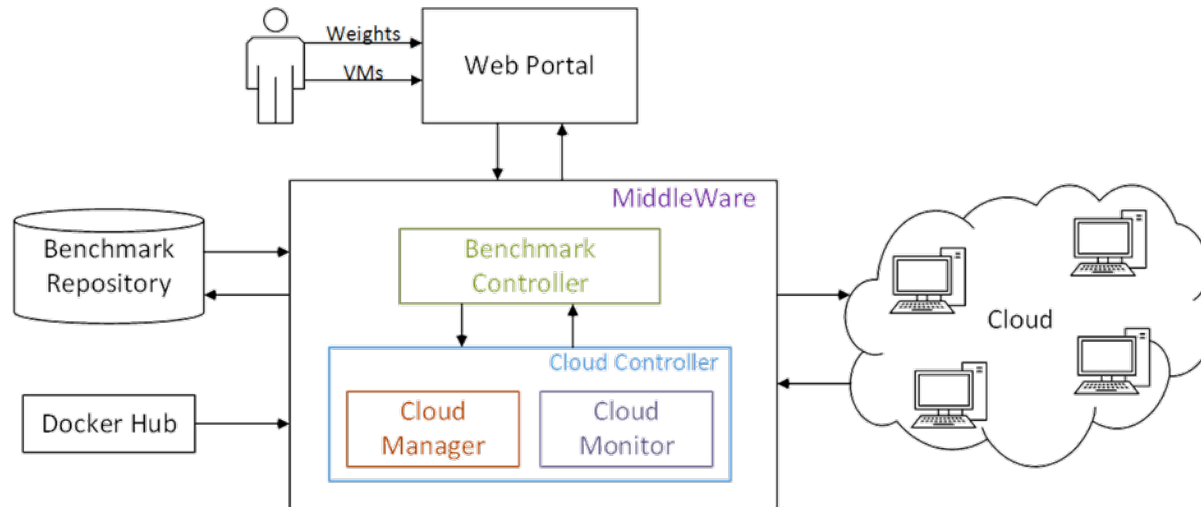 Weights
VMs
Web Portal
MiddleWare
Benchmark
Repository
Benchmark
Controller
Cloud
Cloud Controller
Docker Hub
Cloud
Manager
Cloud
Monitor